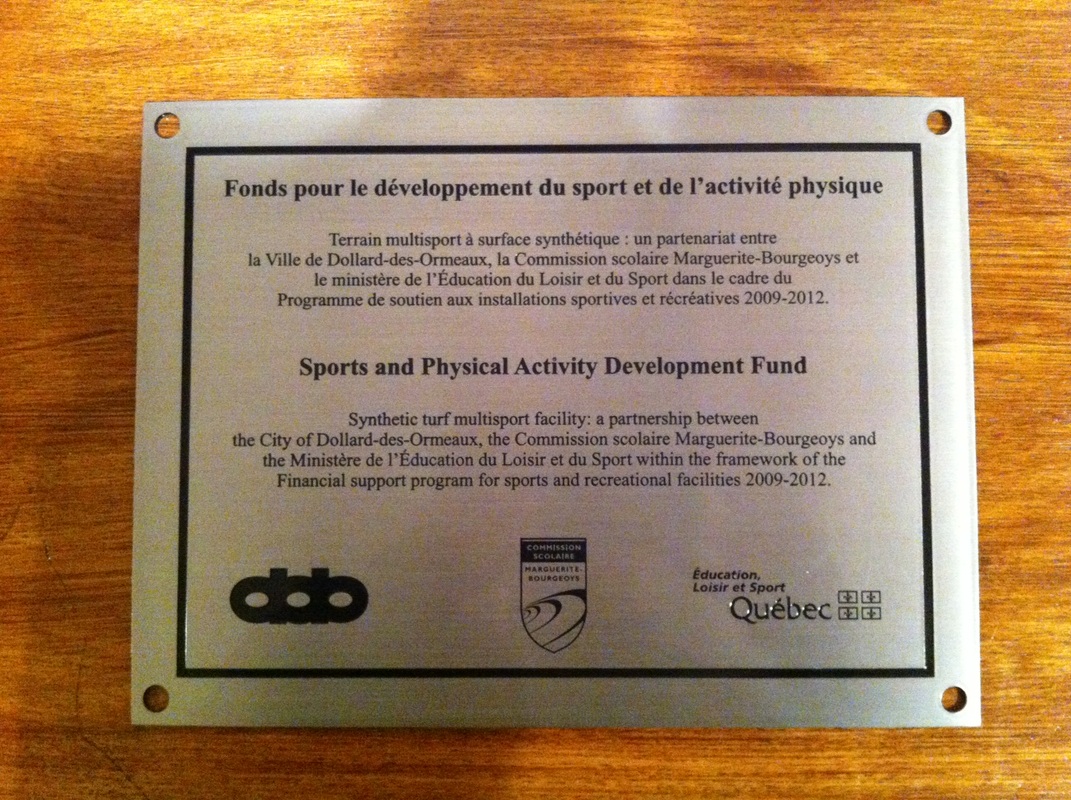 Fonds pour le développement du sport et de l'activité physique
Terrain multisport à surface synthétique : un partenariat entre
la Ville de Dollard-des-Ormeaux, la Commission scolaire Marguerite-Bourgeoys et
le ministère de l'Éducation du Loisir et du Sport dans le cadre du
Programme de soutien aux installations sportives et récréatives 2009-2012.
Sports and Physical Activity Development Fund
Synthetic turf multisport facility: a partnership between
the City of Dollard-des-Ormeaux, the Commission scolaire Marguerite-Bourgeoys and
the Ministère de l'Éducation du Loisir et du Sport within the framework of the
Financial support program for sports and recreational facilities 2009-2012.
ddo
COMMISSION
SCOLAIRE
MARGUERITE-
BOURGEOYS
Éducation,
Loisir et Sport
Québec